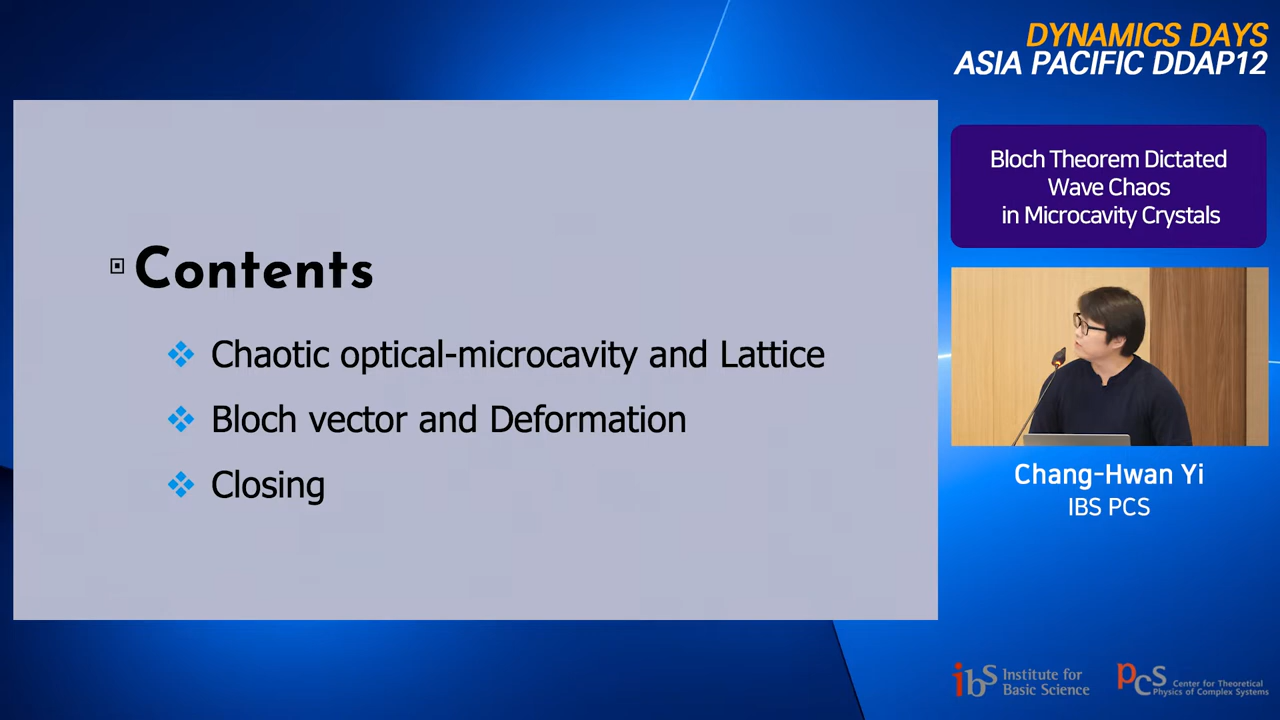 DYNAMICS DAYS
ASIA PACIFIC DDAP12
Contents
Chaotic optical-microcavity and Lattice
Bloch vector and Deformation
Closing
Bloch Theorem Dictated
Wave Chaos
in Microcavity Crystals
Chang-Hwan Yi
IBS PCS
ibs Institute for
Basic Science
pcs Center for Theoretical
Physics of Complex Systems